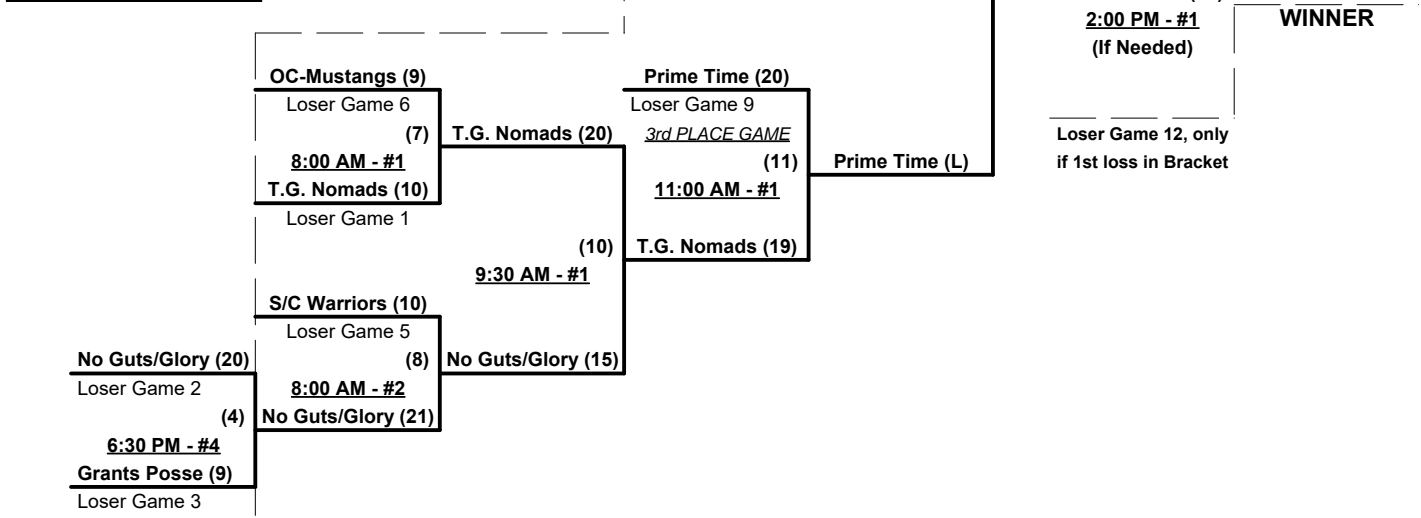 2:00 PM - #1
WINNER
(If Needed)
OC-Mustangs (9)
Prime Time (20)
Loser Game 6
Loser Game 9
(7)
T.G. Nomads (20)
3rd PLACE GAME
Loser Game 12, only
8:00 AM - #1
(11)
Prime Time (L)
if 1st loss in Bracket
T.G. Nomads (10)
11:00 AM - #1
Loser Game 1
(10)
T.G. Nomads (19)
9:30 AM - #1
S/C Warriors (10)
Loser Game 5
No Guts/Glory (20)
(8)
No Guts/Glory (15)
Loser Game 2
8:00 AM - #2
(4)
No Guts/Glory (21)
6:30 PM - #4
Grants Posse (9)
Loser Game 3